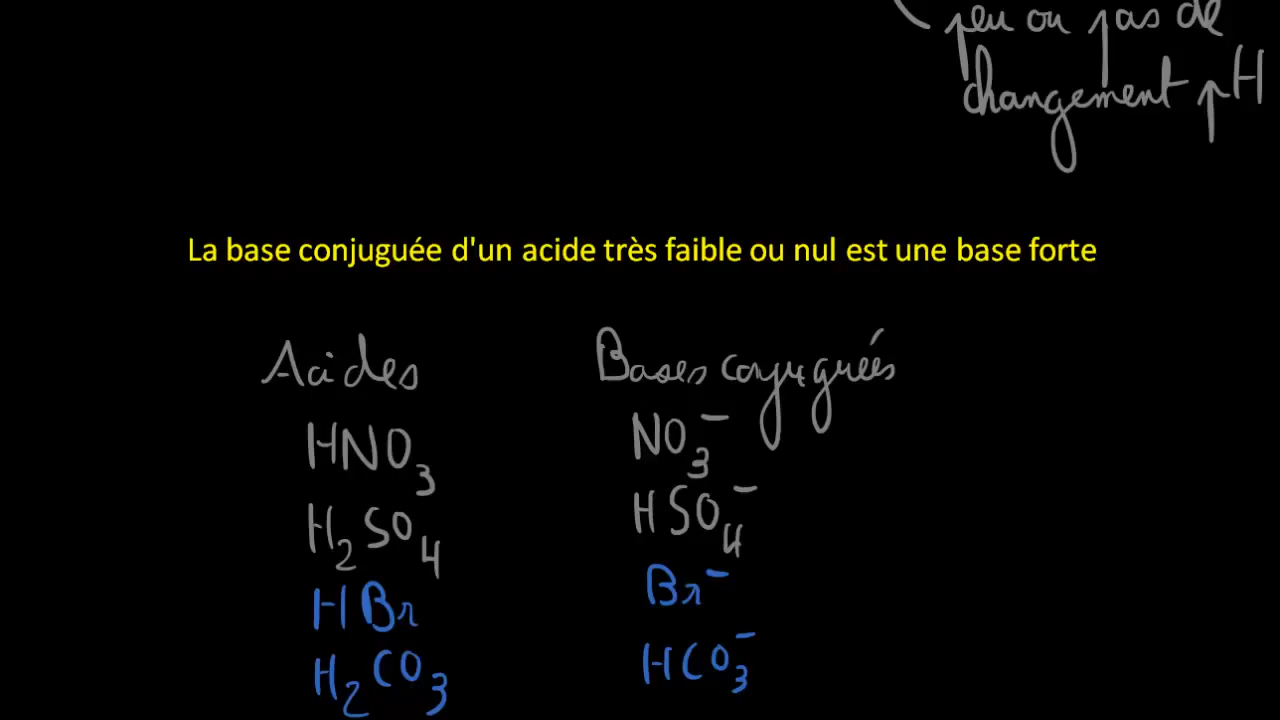 peu ou pas de
changement pH
La base conjuguée d'un acide très faible ou nul est une base forte
Acides Bases conjuguées
HNO₃ NO₃⁻
H₂SO₄ HSO₄⁻
HBr Br⁻
H₂CO₃ HCO₃⁻